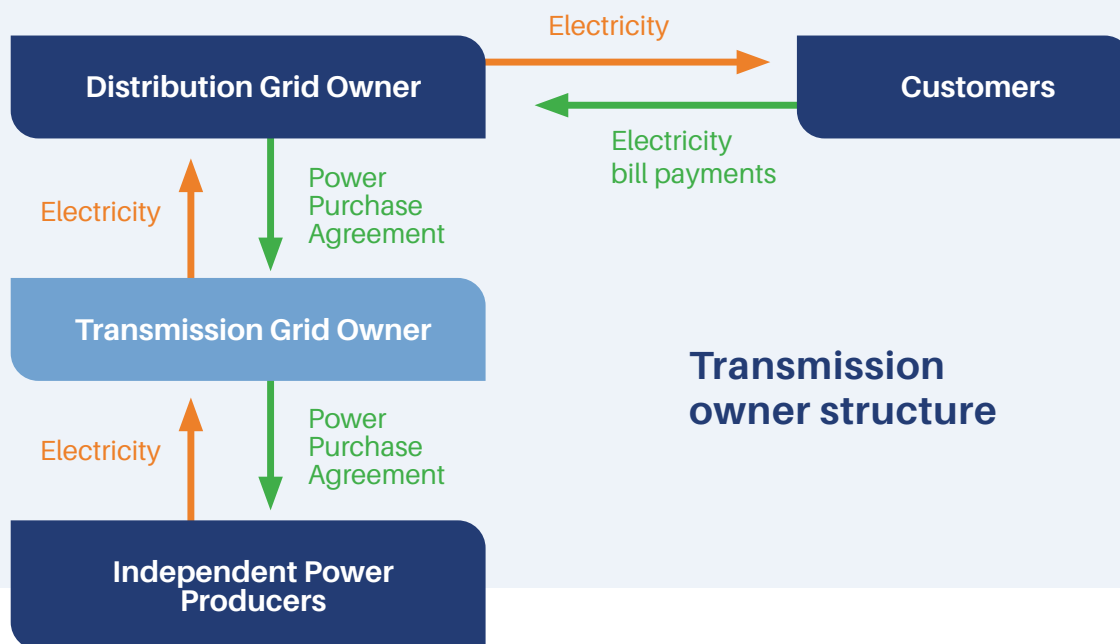 Electricity
Distribution Grid Owner
Customers
Electricity
bill payments
Electricity
Power
Purchase
Agreement
Transmission Grid Owner
Transmission
owner structure
Electricity
Power
Purchase
Agreement
Independent Power
Producers